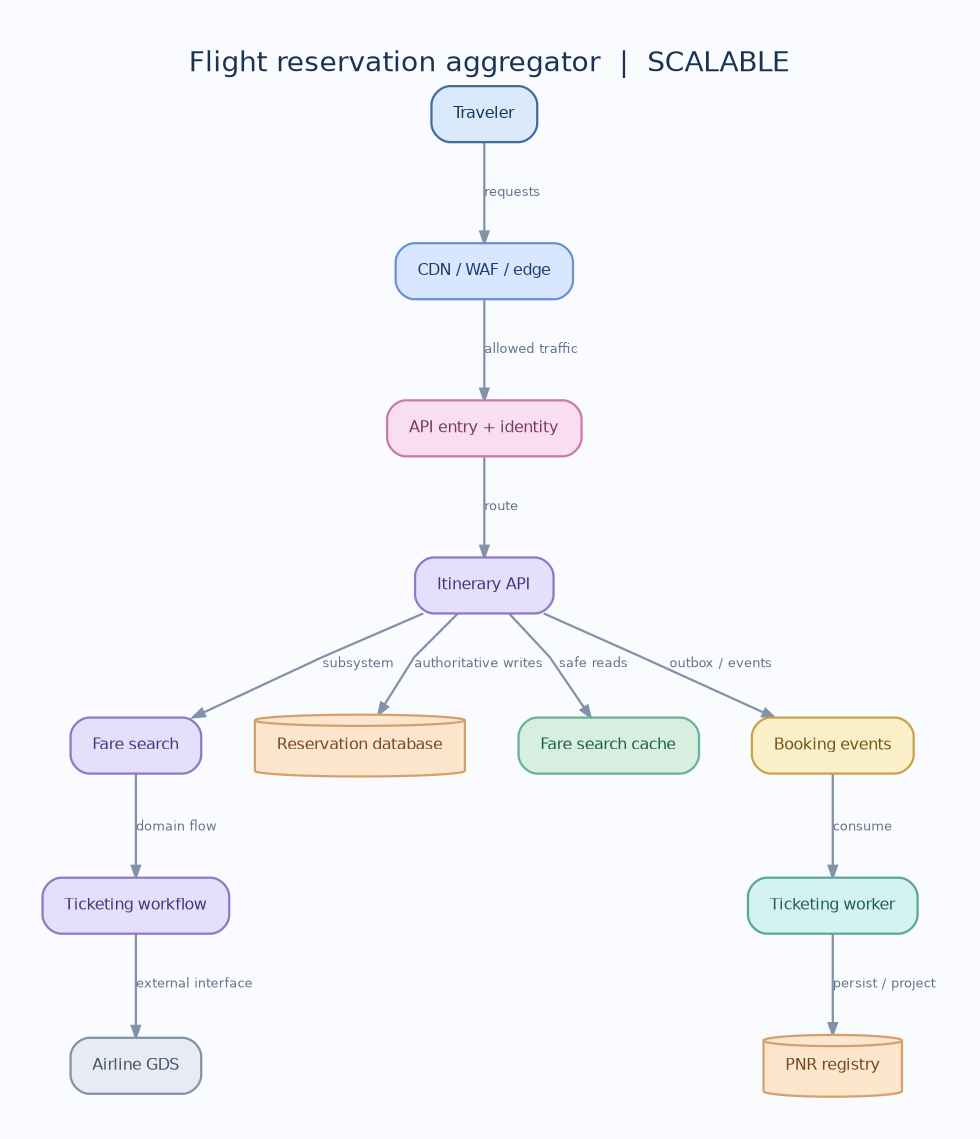 Flight reservation aggregator | SCALABLE
Traveler
requests
CDN / WAF / edge
allowed traffic
API entry + identity
route
Itinerary API
subsystem
authoritative writes
safe reads
outbox / events
Fare search
Reservation database
Fare search cache
Booking events
domain flow
consume
Ticketing workflow
Ticketing worker
external interface
persist / project
Airline GDS
PNR registry